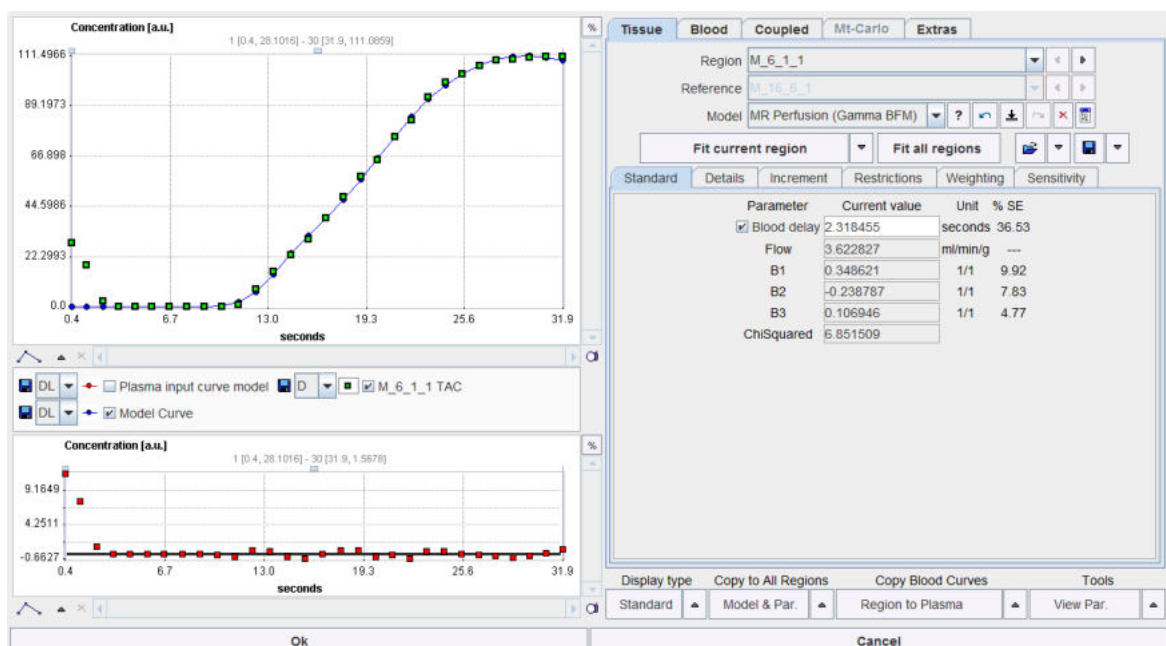 Concentration [a.u.]
1 [0.4, 28.1016] - 30 [31.9, 111.0859]
%
111.4966
89.1973
66.898
44.5986
22.2993
0.0
0.4 6.7 13.0 19.3 25.6 31.9
seconds
DL Plasma input curve model D M_6_1_1 TAC
DL Model Curve
Concentration [a.u.]
1 [0.4, 28.1016] - 30 [31.9, 1.5678]
%
9.1649
4.2511
-0.6627
0.4 6.7 13.0 19.3 25.6 31.9
seconds
Tissue Blood Coupled Mt-Carlo Extras
Region M_6_1_1
Reference M_16_6_1
Model MR Perfusion (Gamma BFM) ?
Fit current region Fit all regions
Standard Details Increment Restrictions Weighting Sensitivity
Parameter Current value Unit % SE
Blood delay 2.318455 seconds 36.53
Flow 3.622827 ml/min/g ---
B1 0.348621 1/1 9.92
B2 -0.238787 1/1 7.83
B3 0.106946 1/1 4.77
ChiSquared 6.851509
Display type Copy to All Regions Copy Blood Curves Tools
Standard Model & Par. Region to Plasma View Par.
Ok Cancel